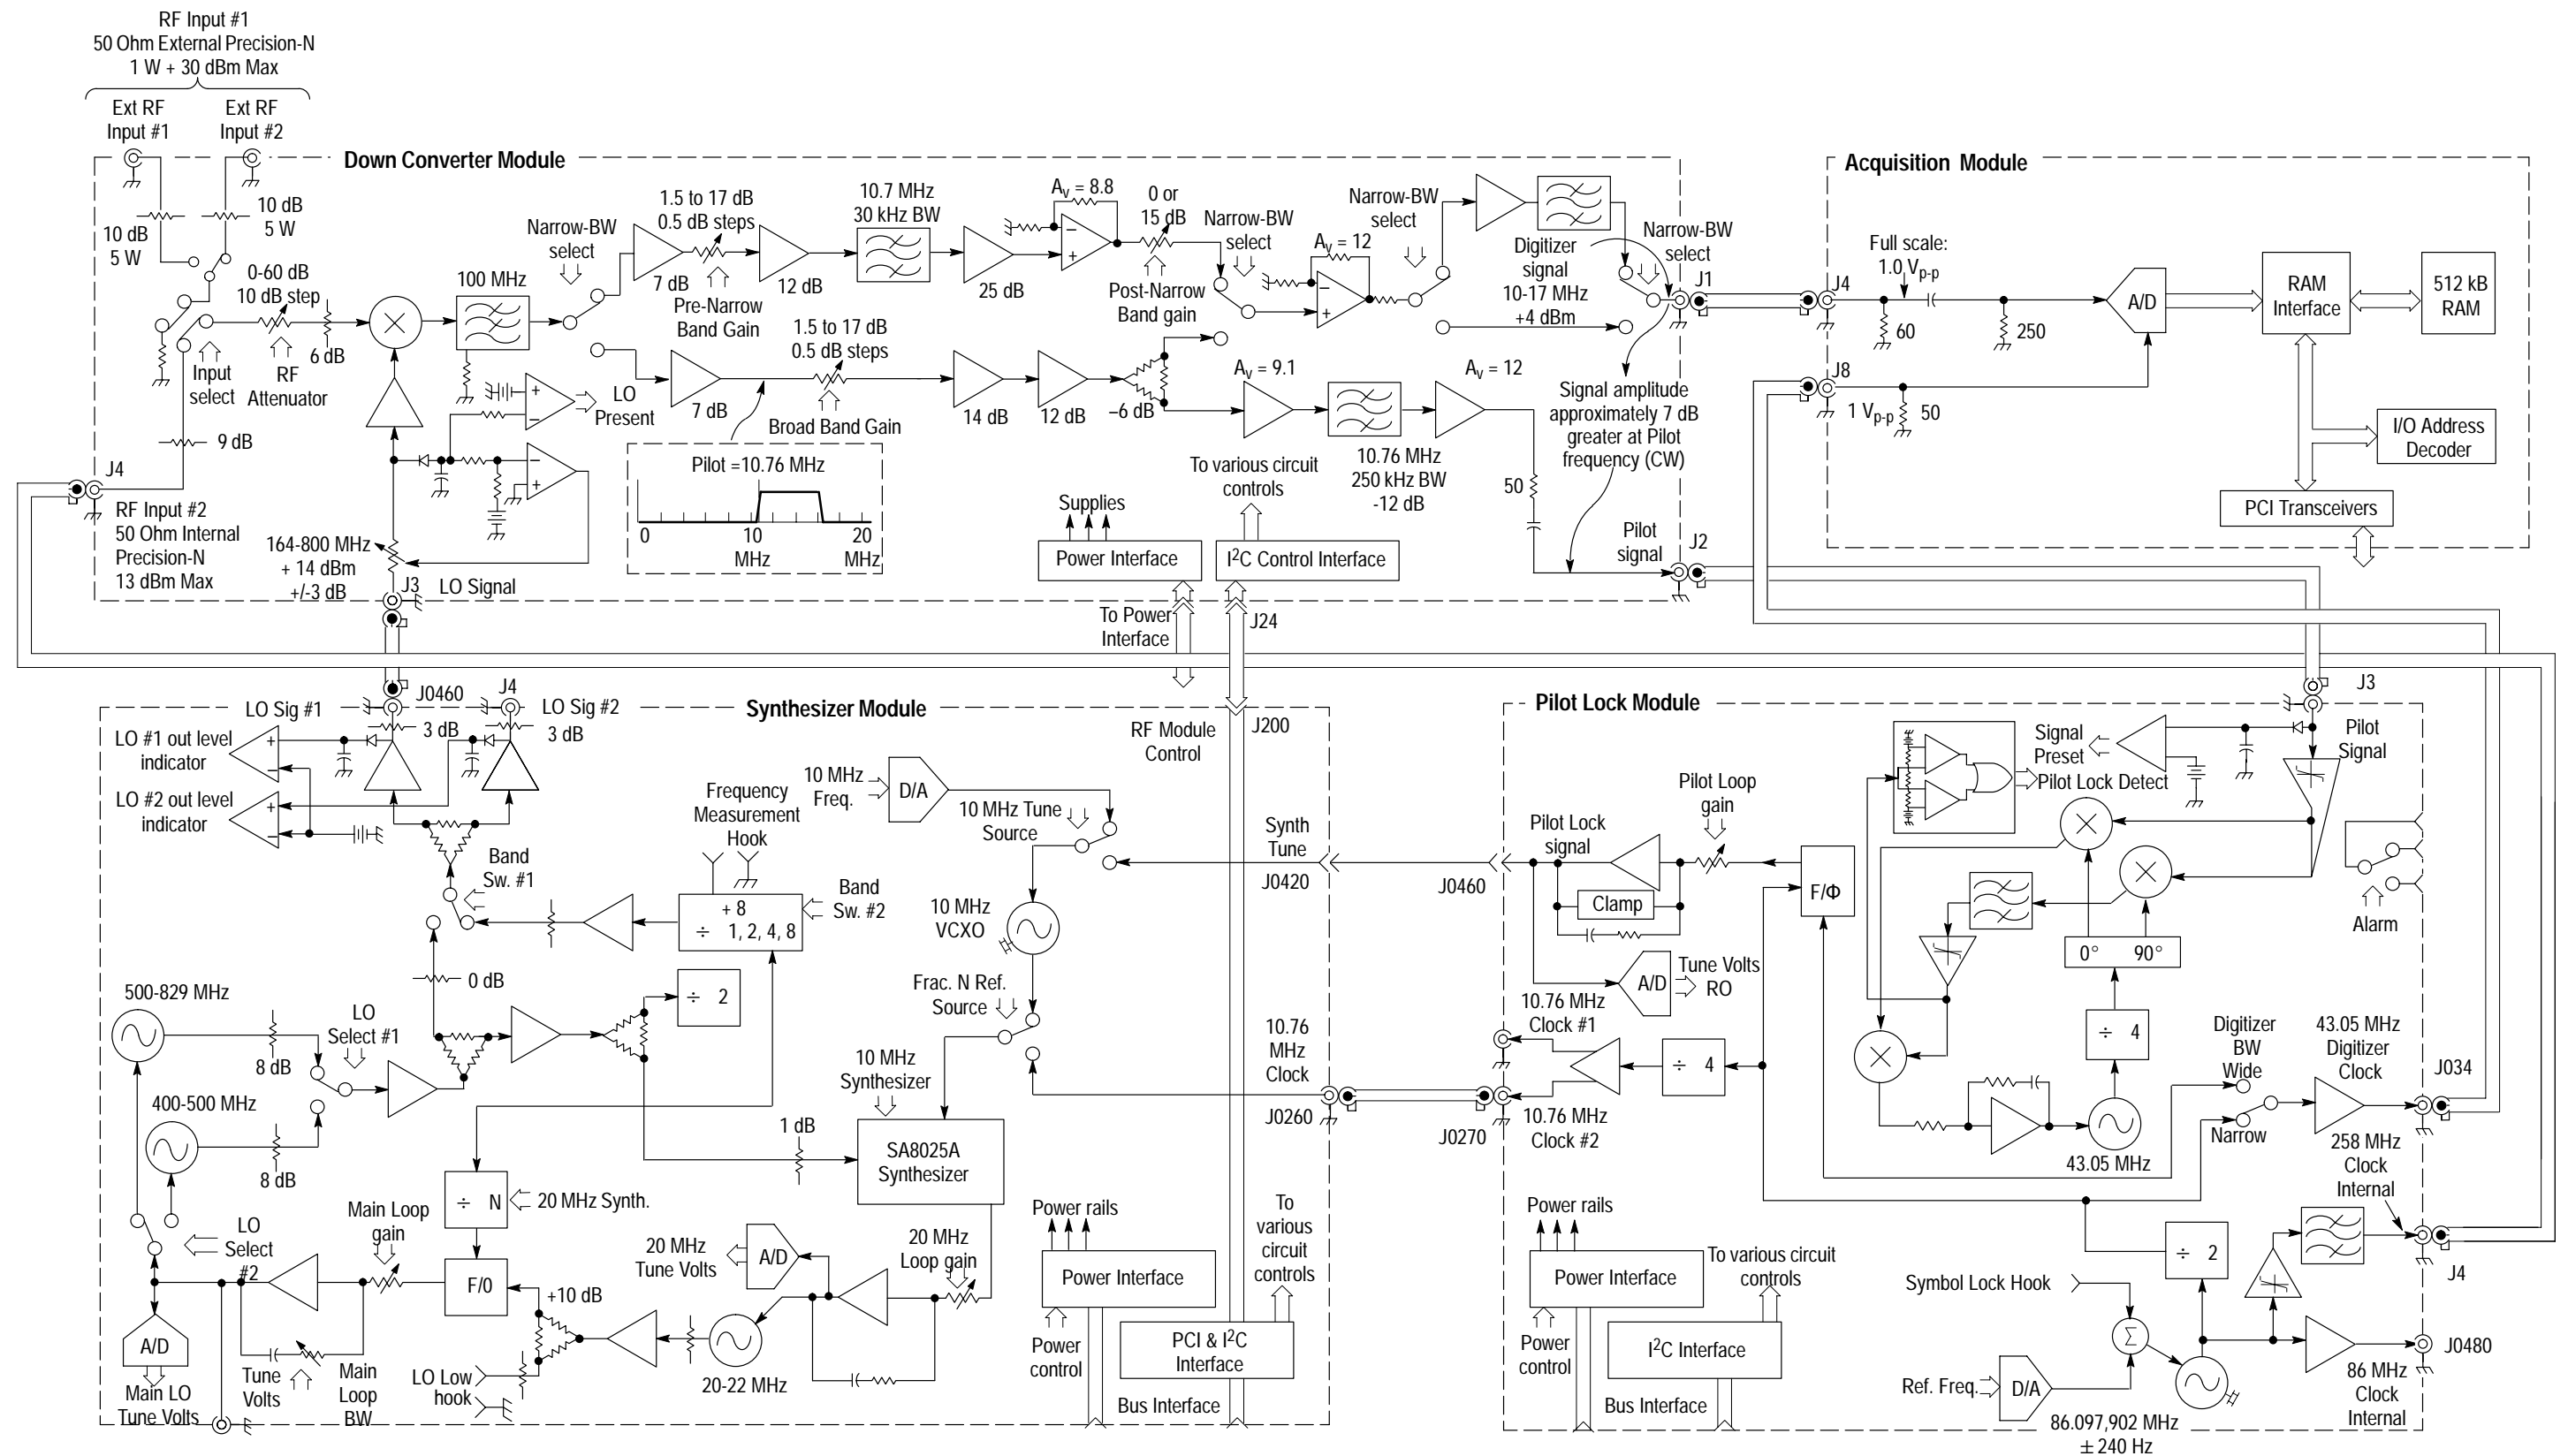 RF Input #1
50 Ohm External Precision-N
1 W + 30 dBm Max
Ext RF
Input #1
Ext RF
Input #2
Down Converter Module
10 dB
5 W
10 dB
5 W
0-60 dB
10 dB step
6 dB
Input
select
RF
Attenuator
9 dB
J4
RF Input #2
50 Ohm Internal
Precision-N
13 dBm Max
100 MHz
Narrow-BW
select
1.5 to 17 dB
0.5 dB steps
7 dB
Pre-Narrow
Band Gain
12 dB
10.7 MHz
30 kHz BW
25 dB
Av = 8.8
0 or
15 dB
Post-Narrow
Band gain
Narrow-BW
select
Av = 12
Narrow-BW
select
Digitizer
signal
10-17 MHz
+4 dBm
Narrow-BW
select
J1
LO
Present
7 dB
1.5 to 17 dB
0.5 dB steps
Broad Band Gain
14 dB
12 dB
–6 dB
Av = 9.1
10.76 MHz
250 kHz BW
-12 dB
Av = 12
50
Signal amplitude
approximately 7 dB
greater at Pilot
frequency (CW)
Pilot
signal
J2
Pilot =10.76 MHz
0
10
MHz
20
MHz
164-800 MHz
+ 14 dBm
+/-3 dB
J3
LO Signal
Supplies
Power Interface
To various circuit
controls
I2C Control Interface
To Power
Interface
J24
Acquisition Module
J4
Full scale:
1.0 Vp-p
60
250
A/D
RAM
Interface
512 kB
RAM
J8
1 Vp-p
50
I/O Address
Decoder
PCI Transceivers
Synthesizer Module
LO Sig #1
J0460
J4
LO Sig #2
3 dB
3 dB
LO #1 out level
indicator
LO #2 out level
indicator
Band
Sw. #1
Frequency
Measurement
Hook
+ 8
÷ 1, 2, 4, 8
Band
Sw. #2
10 MHz
Freq.
D/A
10 MHz Tune
Source
RF Module
Control
J200
Synth
Tune
J0420
10 MHz
VCXO
Frac. N Ref.
Source
0 dB
÷ 2
500-829 MHz
8 dB
LO
Select #1
400-500 MHz
8 dB
10 MHz
Synthesizer
1 dB
SA8025A
Synthesizer
10.76
MHz
Clock
J0260
÷ N
20 MHz Synth.
LO
Select
#2
Main Loop
gain
F/0
+10 dB
20 MHz
Tune Volts
A/D
20 MHz
Loop gain
A/D
Main LO
Tune Volts
Tune
Volts
Main
Loop
BW
LO Low
hook
20-22 MHz
Power rails
Power Interface
Power
control
To
various
circuit
controls
PCI & I2C
Interface
Bus Interface
Pilot Lock Module
J3
Pilot
Signal
Signal
Preset
Pilot Lock Detect
Pilot Loop
gain
Pilot Lock
signal
J0460
Clamp
F/Φ
A/D
Tune Volts
RO
10.76 MHz
Clock #1
÷ 4
10.76 MHz
Clock #2
J0270
0° 90°
÷ 4
43.05 MHz
Alarm
Digitizer
BW
Wide
Narrow
43.05 MHz
Digitizer
Clock
J034
258 MHz
Clock
Internal
J4
÷ 2
Symbol Lock Hook
Σ
Ref. Freq.
D/A
86.097,902 MHz
± 240 Hz
J0480
86 MHz
Clock
Internal
Power rails
Power Interface
Power
control
To various circuit
controls
I2C Interface
Bus Interface